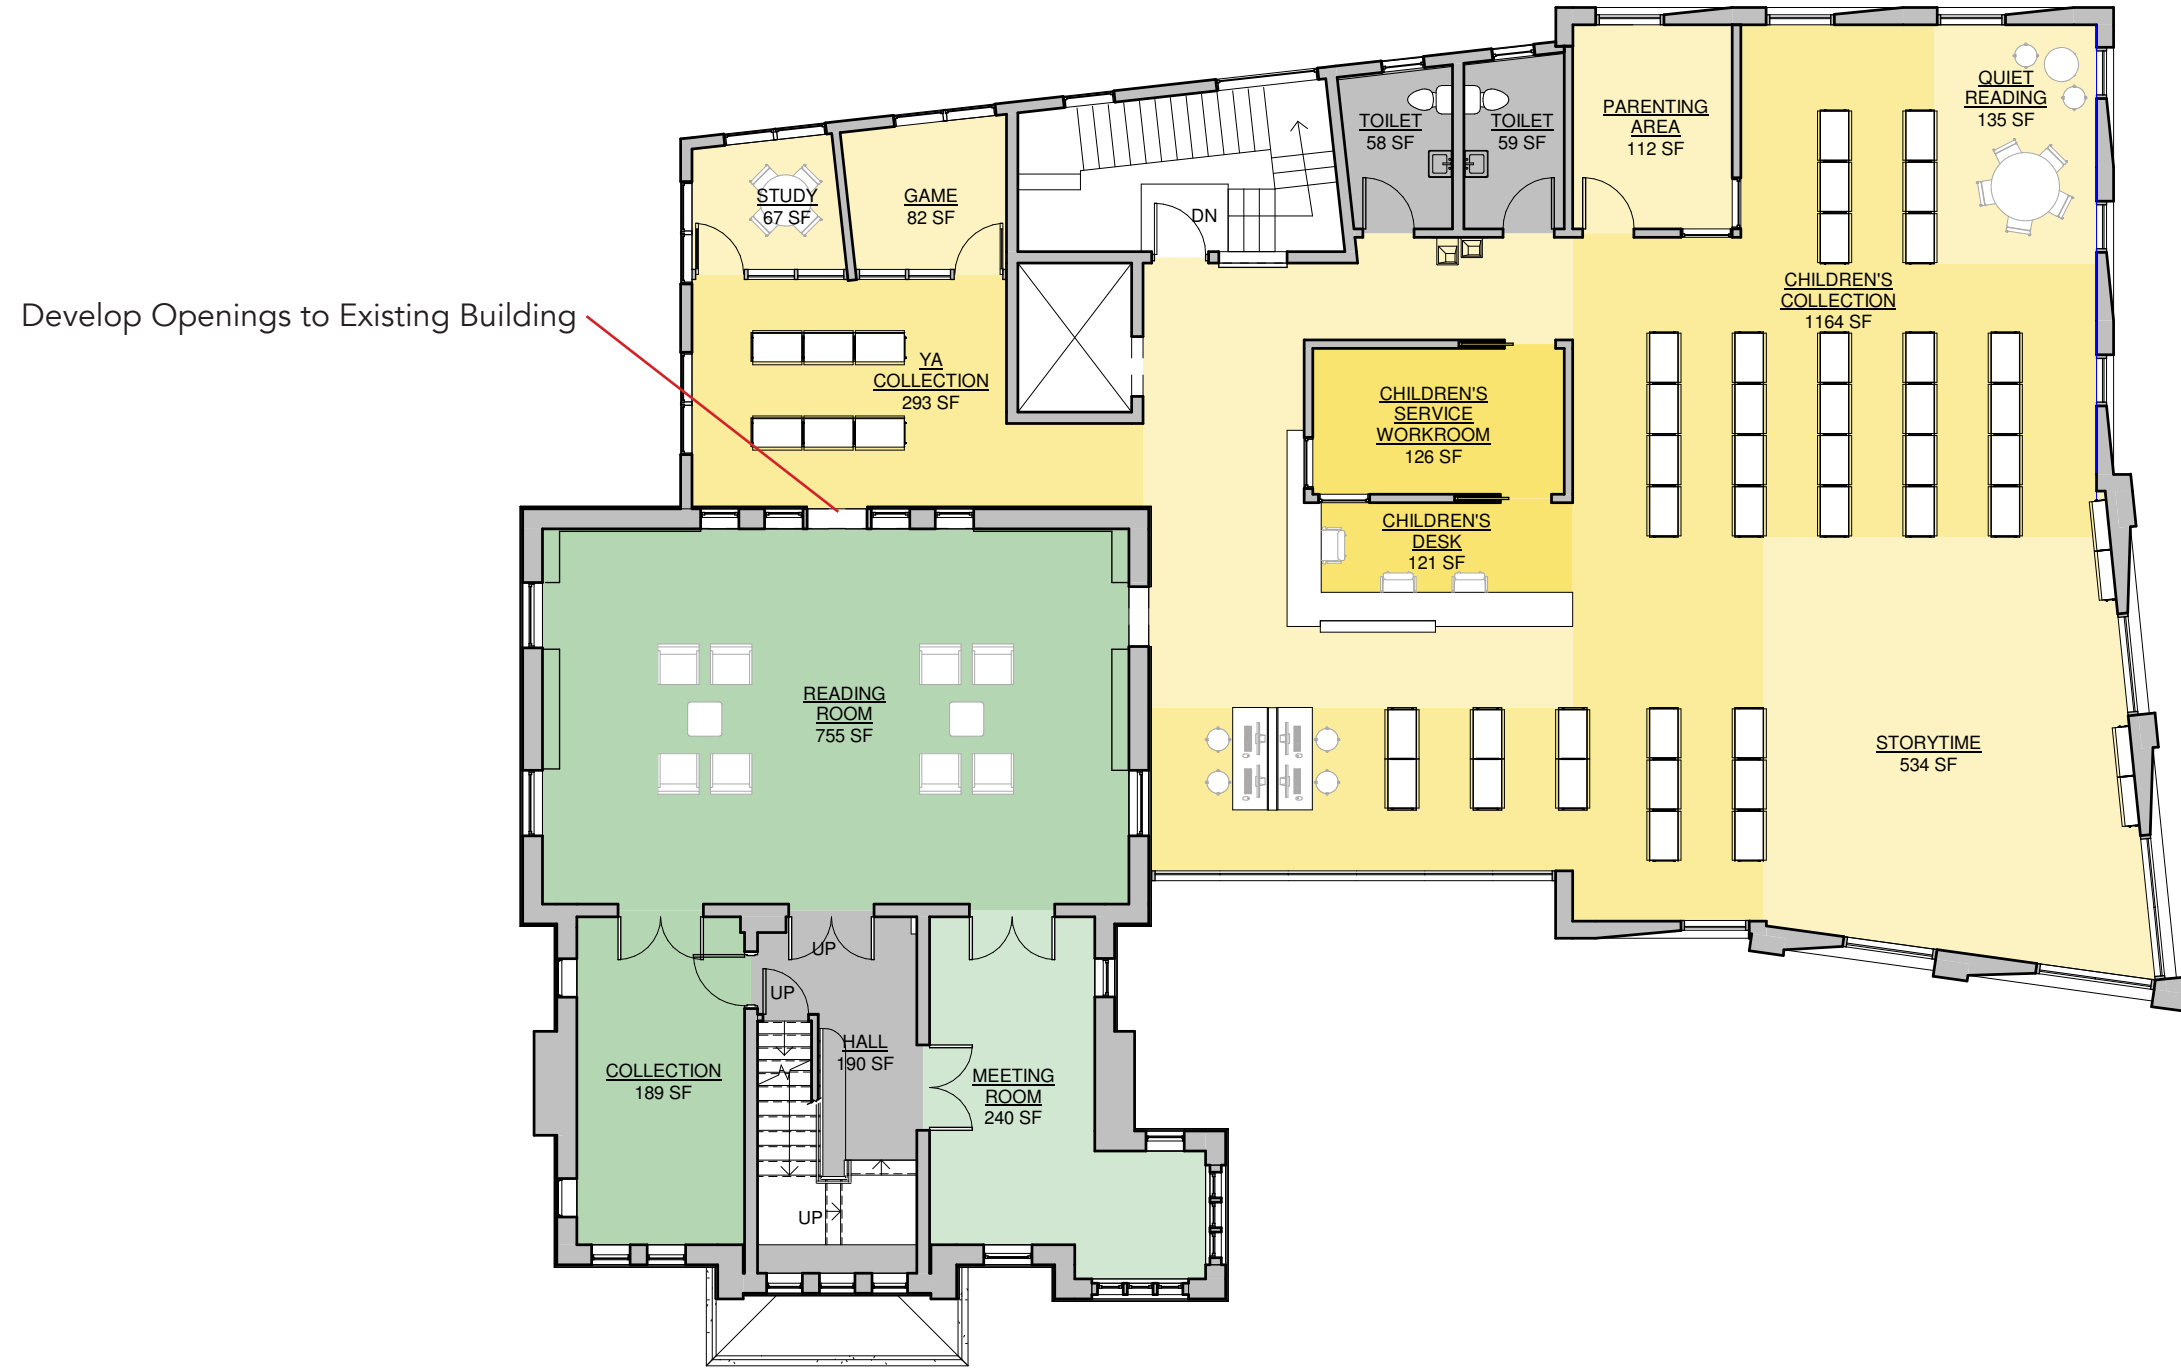 QUIET
READING
135 SF
PARENTING
AREA
112 SF
TOILET
58 SF
TOILET
59 SF
STUDY
67 SF
GAME
82 SF
DN
CHILDREN'S
COLLECTION
1164 SF
Develop Openings to Existing Building
YA
COLLECTION
293 SF
CHILDREN'S
SERVICE
WORKROOM
126 SF
CHILDREN'S
DESK
121 SF
READING
ROOM
755 SF
STORYTIME
534 SF
UP
UP
HALL
190 SF
COLLECTION
189 SF
MEETING
ROOM
240 SF
UP